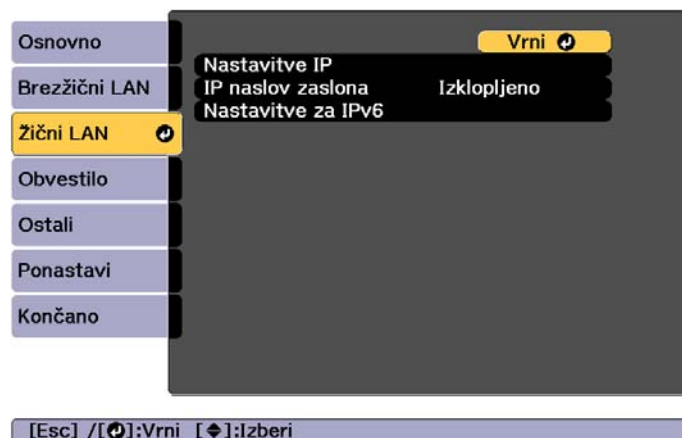 Osnovno
Brezžični LAN
Žični LAN
Obvestilo
Ostali
Ponastavi
Končano
Vrni
Nastavitve IP
IP naslov zaslona Izklopljeno
Nastavitve za IPv6
[Esc] /[]:Vrni []:Izberi